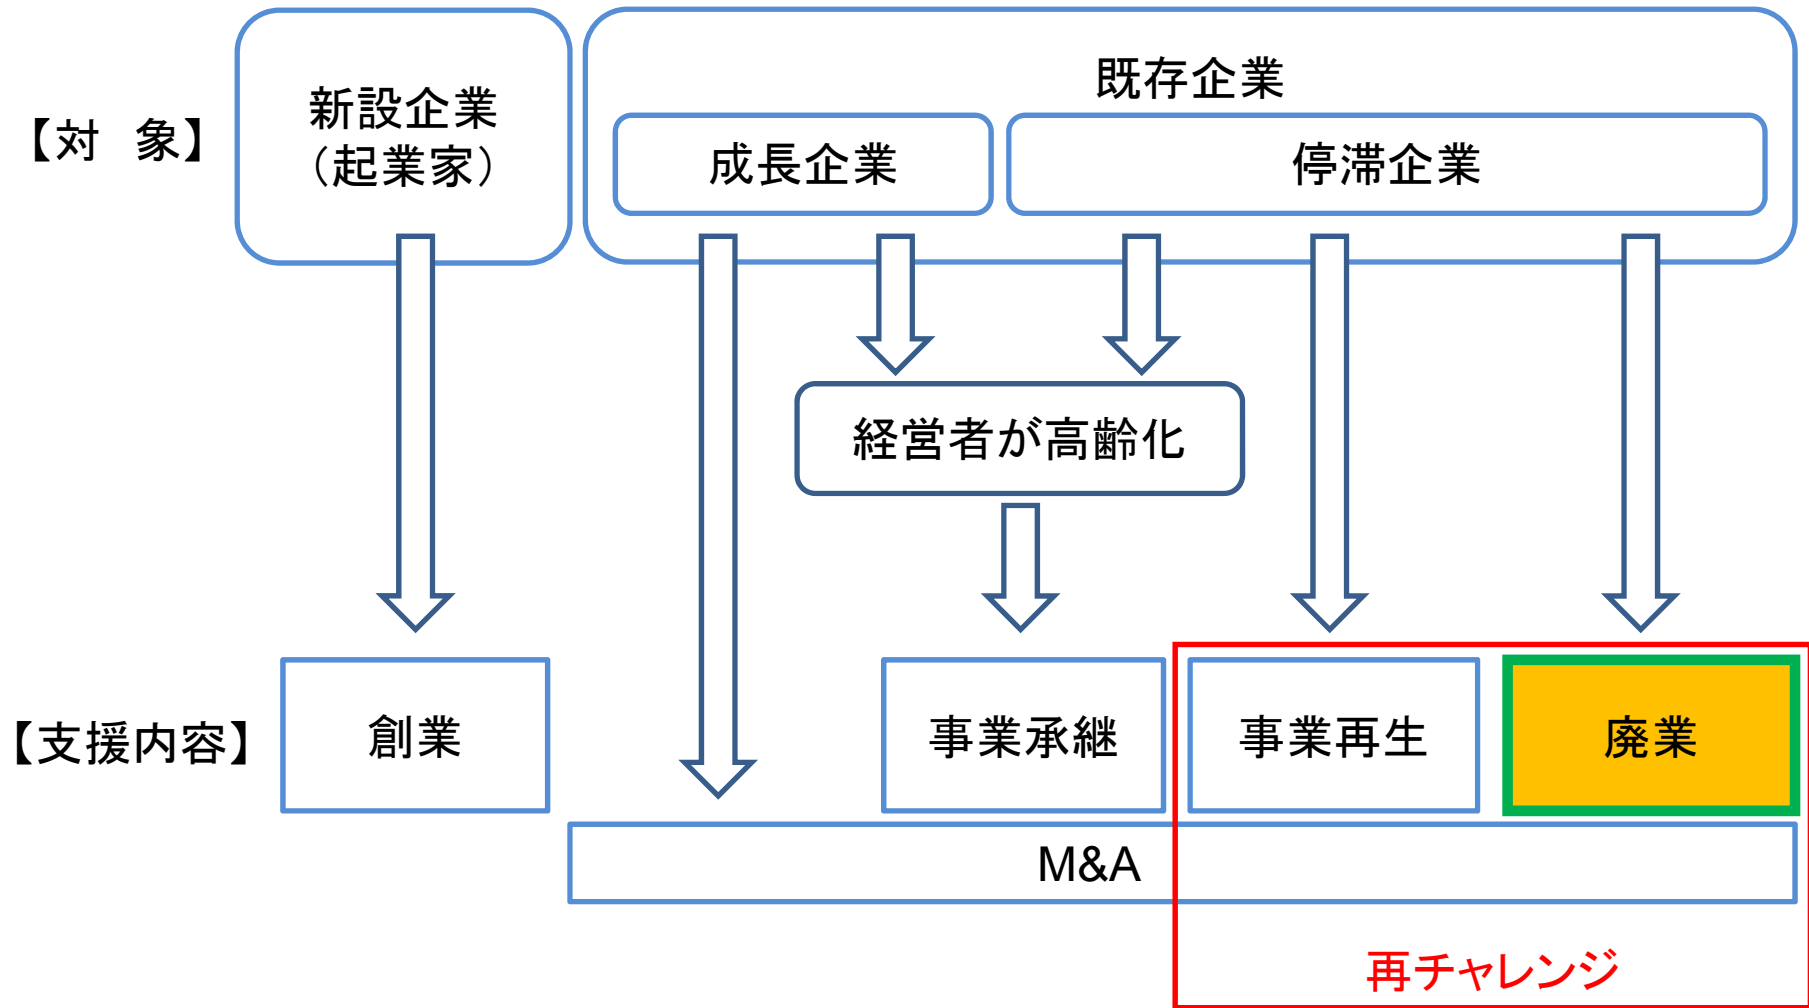 【対　象】
新設企業
（起業家）
既存企業
成長企業
停滞企業
経営者が高齢化
【支援内容】
創業
事業承継
事業再生
廃業
M&A
再チャレンジ